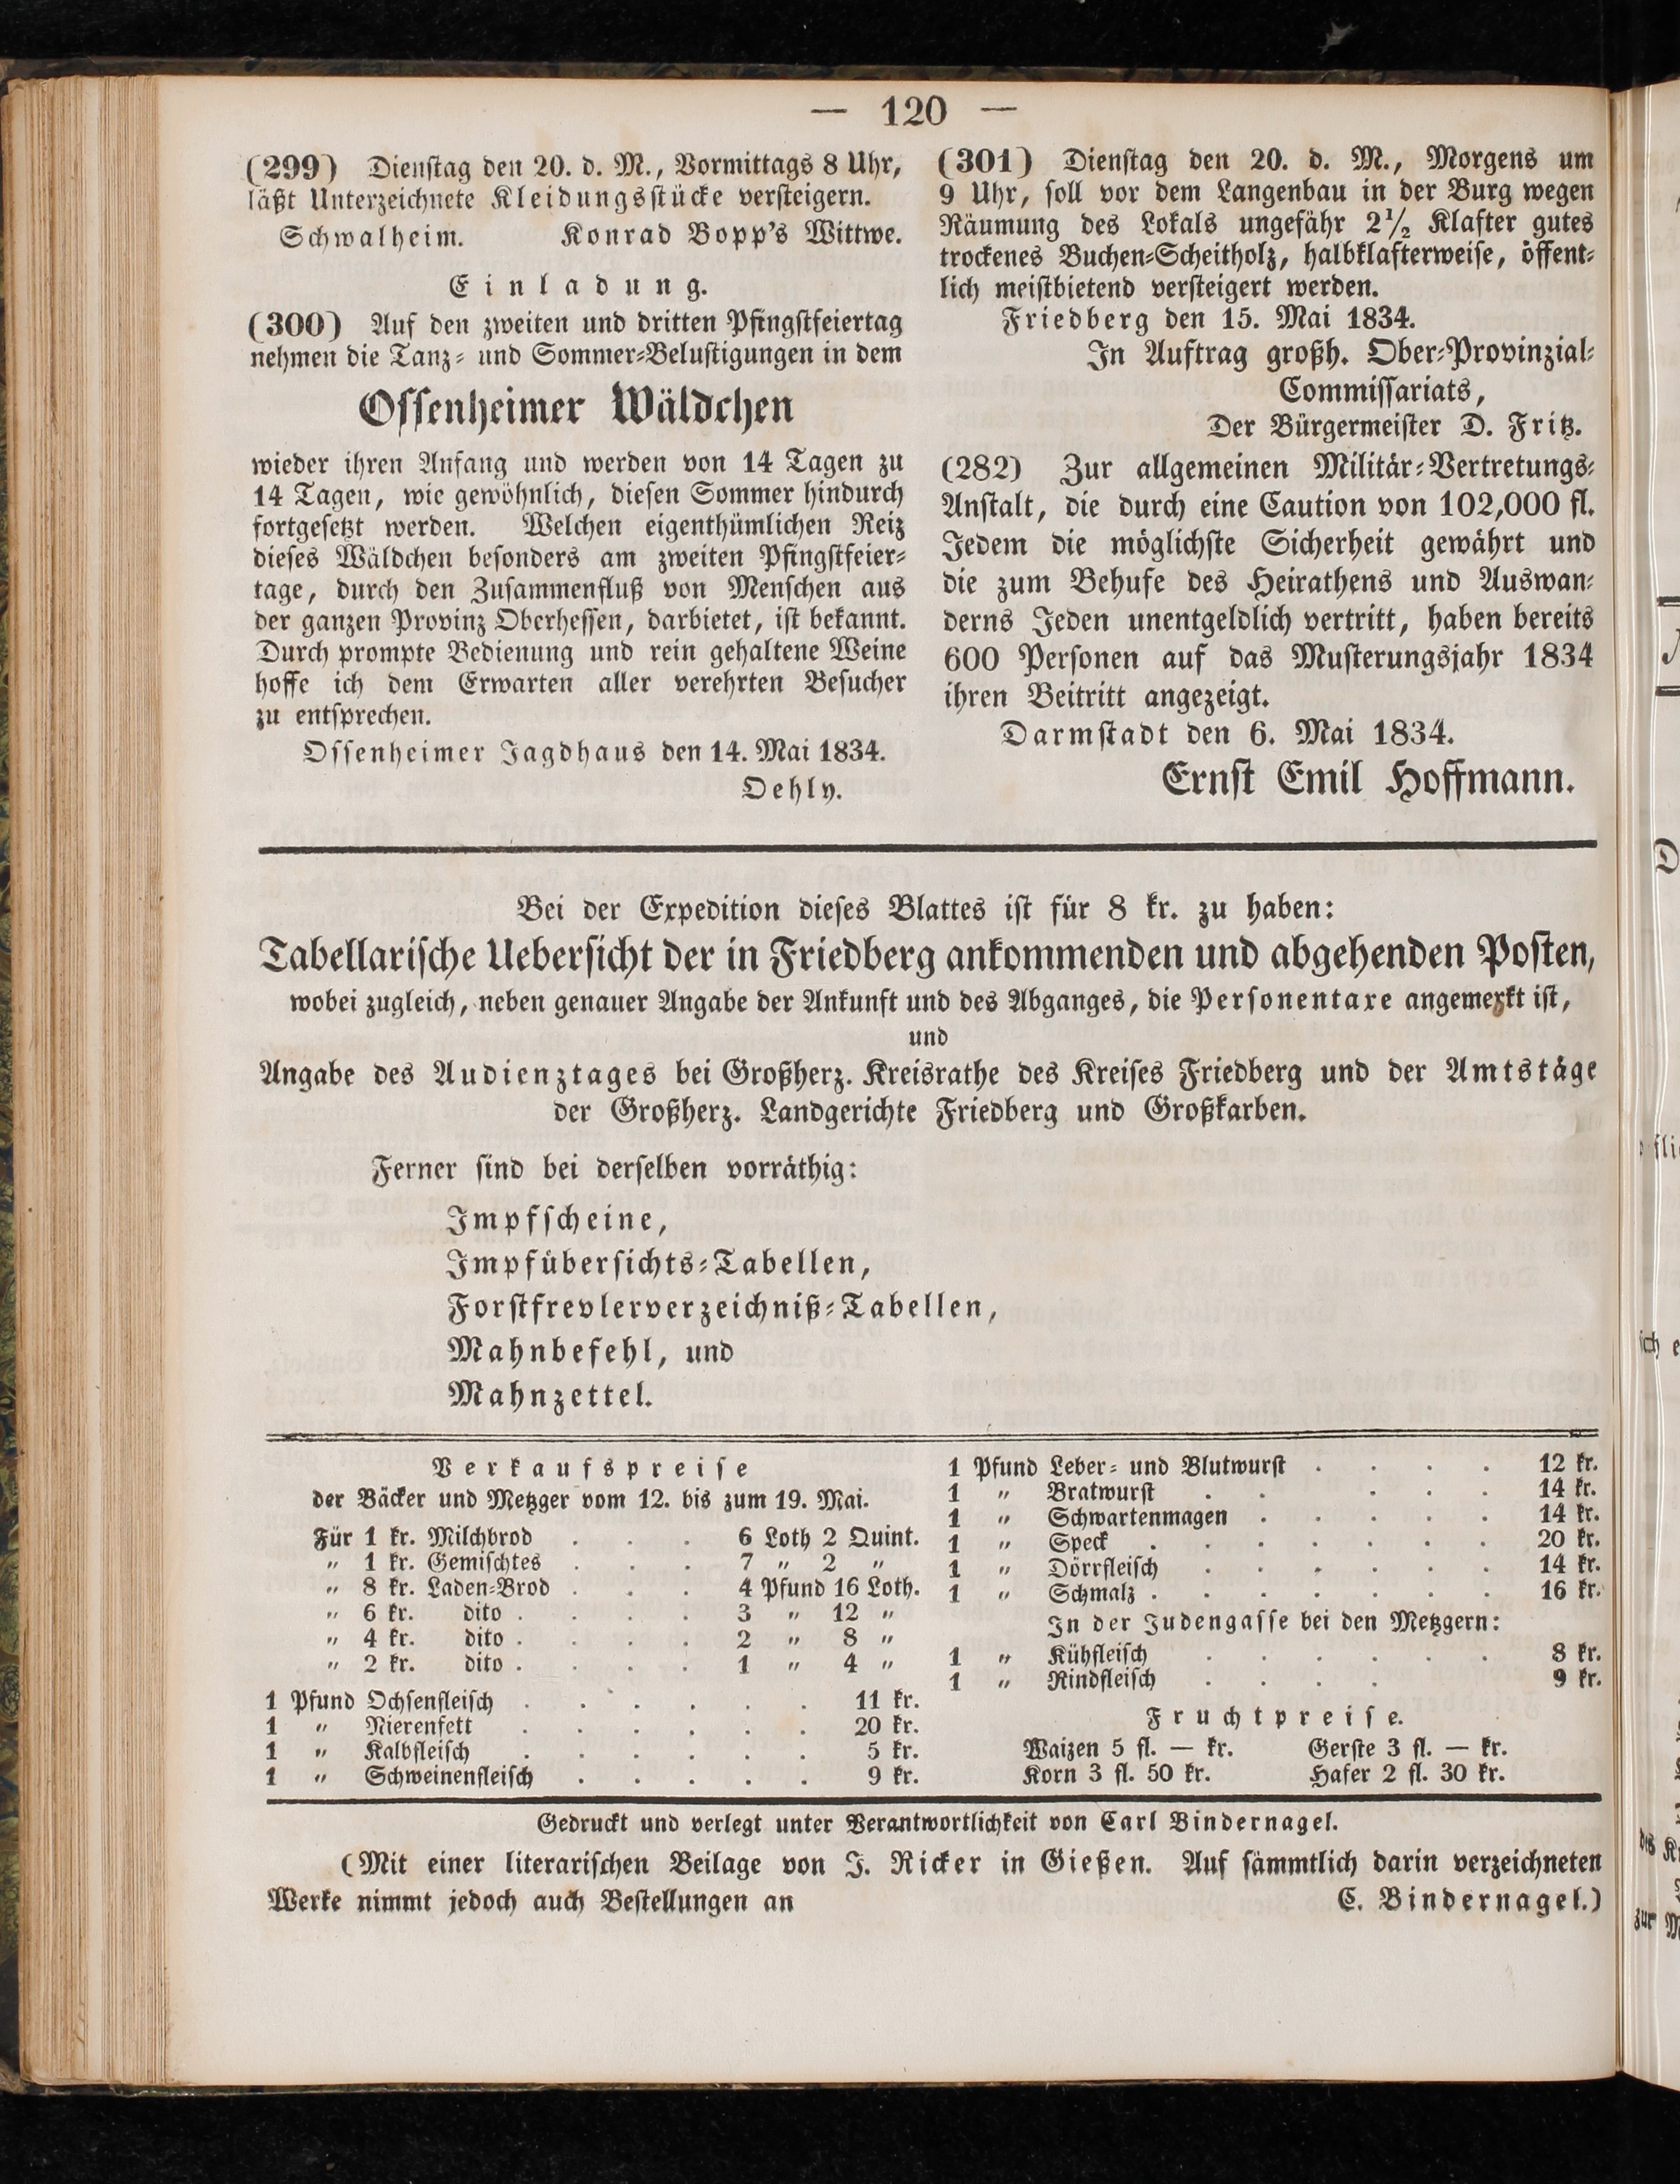 — 120 —
(299) Dienſtag den 20. d. M., Vormittags 8 Uhr,
läßt Unterzeichnete Kleidungsſtücke verſteigern.
Schwalheim. Konrad Bopp's Wittwe.
Einladung.
(300) Auf den zweiten und dritten Pfingſtfeiertag
nehmen die Tanz- und Sommer-Beluſtigungen in dem
Oſſenheimer Wäldchen
wieder ihren Anfang und werden von 14 Tagen zu
14 Tagen, wie gewöhnlich, dieſen Sommer hindurch
fortgeſetzt werden. Welchen eigenthümlichen Reiz
dieſes Wäldchen beſonders am zweiten Pfingſtfeier-
tage, durch den Zuſammenfluß von Menſchen aus
der ganzen Provinz Oberheſſen, darbietet, iſt bekannt.
Durch prompte Bedienung und rein gehaltene Weine
hoffe ich dem Erwarten aller verehrten Beſucher
zu entſprechen.
Oſſenheimer Jagdhaus den 14. Mai 1834.
Oehly.
(301) Dienſtag den 20. d. M., Morgens um
9 Uhr, ſoll vor dem Langenbau in der Burg wegen
Räumung des Lokals ungefähr 2½ Klafter gutes
trockenes Buchen-Scheitholz, halbklafterweiſe, öffent-
lich meiſtbietend verſteigert werden.
Friedberg den 15. Mai 1834.
In Auftrag großh. Ober-Provinzial-
Commiſſariats,
Der Bürgermeiſter D. Fritz.
(282) Zur allgemeinen Militär-Vertretungs-
Anſtalt, die durch eine Caution von 102,000 fl.
Jedem die möglichſte Sicherheit gewährt und
die zum Behufe des Heirathens und Auswan-
derns Jeden unentgeldlich vertritt, haben bereits
600 Perſonen auf das Muſterungsjahr 1834
ihren Beitritt angezeigt.
Darmſtadt den 6. Mai 1834.
Ernſt Emil Hoffmann.
Bei der Expedition dieſes Blattes iſt für 8 kr. zu haben:
Tabellariſche Ueberſicht der in Friedberg ankommenden und abgehenden Poſten,
wobei zugleich, neben genauer Angabe der Ankunft und des Abganges, die Perſonentaxe angemerkt iſt,
und
Angabe des Audienztages bei Großherz. Kreisrathe des Kreiſes Friedberg und der Amtstäge
der Großherz. Landgerichte Friedberg und Großkarben.
Ferner ſind bei derſelben vorräthig:
Impfſcheine,
Impfüberſichts-Tabellen,
Forſtfrevlerverzeichniß-Tabellen,
Mahnbefehl, und
Mahnzettel.
Verkaufspreiſe
der Bäcker und Metzger vom 12. bis zum 19. Mai.
Für 1 kr. Milchbrod . . . 6 Loth 2 Quint.
„ 1 kr. Gemiſchtes . . . 7 „ 2 „
„ 8 kr. Laden-Brod . . . 4 Pfund 16 Loth.
„ 6 kr. dito . . . . 3 „ 12 „
„ 4 kr. dito . . . . 2 „ 8 „
„ 2 kr. dito . . . . 1 „ 4 „
1 Pfund Ochſenfleiſch . . . . . . 11 kr.
1 „ Nierenfett . . . . . . 20 kr.
1 „ Kalbfleiſch . . . . . . 5 kr.
1 „ Schweinenfleiſch . . . . . 9 kr.
1 Pfund Leber- und Blutwurſt . . . . 12 kr.
1 „ Bratwurſt . . . . . 14 kr.
1 „ Schwartenmagen . . . . . 14 kr.
1 „ Speck . . . . . . . 20 kr.
1 „ Dörrfleiſch . . . . . . 14 kr.
1 „ Schmalz . . . . . . . 16 kr.
In der Judengaſſe bei den Metzgern:
1 „ Kühfleiſch . . . . . . 8 kr.
1 „ Rindfleiſch . . . . 9 kr.
Fruchtpreiſe.
Waizen 5 fl. — kr. Gerſte 3 fl. — kr.
Korn 3 fl. 50 kr. Hafer 2 fl. 30 kr.
Gedruckt und verlegt unter Verantwortlichkeit von Carl Bindernagel.
(Mit einer literariſchen Beilage von J. Ricker in Gießen. Auf ſämmtlich darin verzeichneten
Werke nimmt jedoch auch Beſtellungen an C. Bindernagel.)